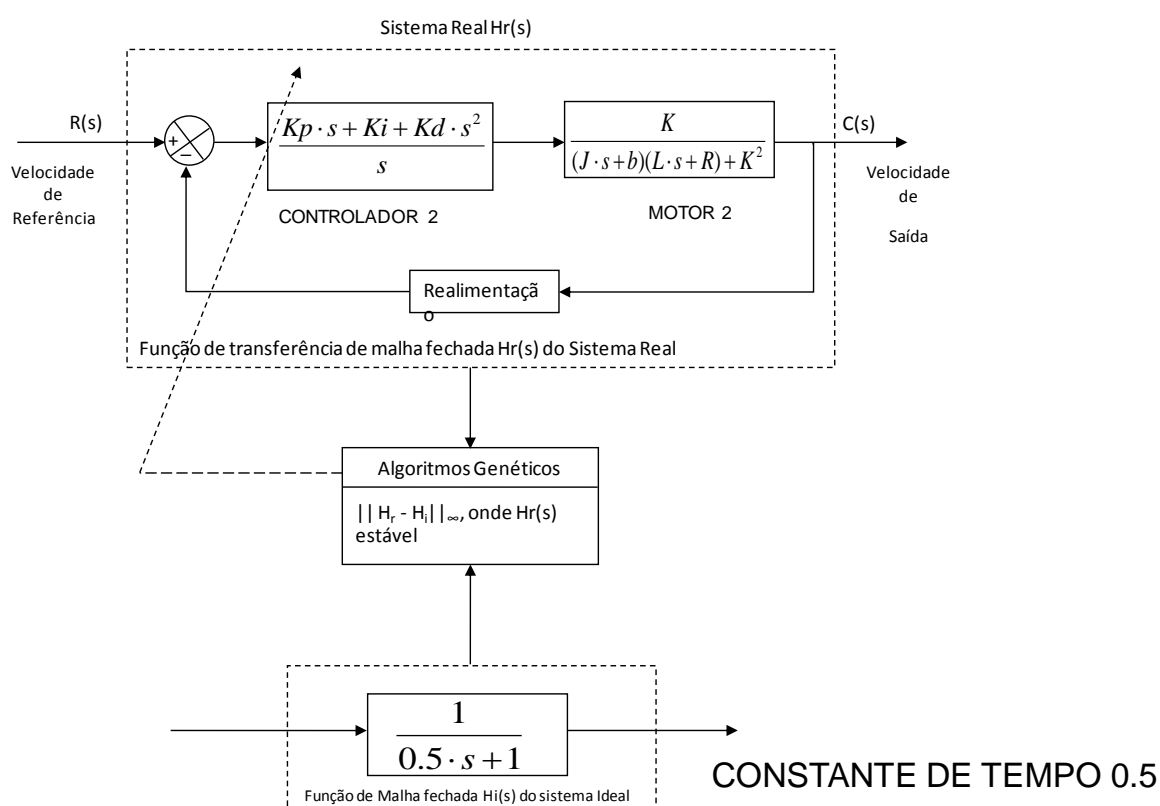 Sistema Real Hr(s)
R(s)
+
−
Kp · s + Ki + Kd · s²
s
K
(J · s + b)(L · s + R) + K²
C(s)
Velocidade
de
Referência
CONTROLADOR 2
MOTOR 2
Velocidade
de
Saída
Realimentaçã
o
Função de transferência de malha fechada Hr(s) do Sistema Real
Algoritmos Genéticos
|| Hr - Hi||∞, onde Hr(s)
estável
1
0.5 · s + 1
CONSTANTE DE TEMPO 0.5
Função de Malha fechada Hi(s) do sistema Ideal